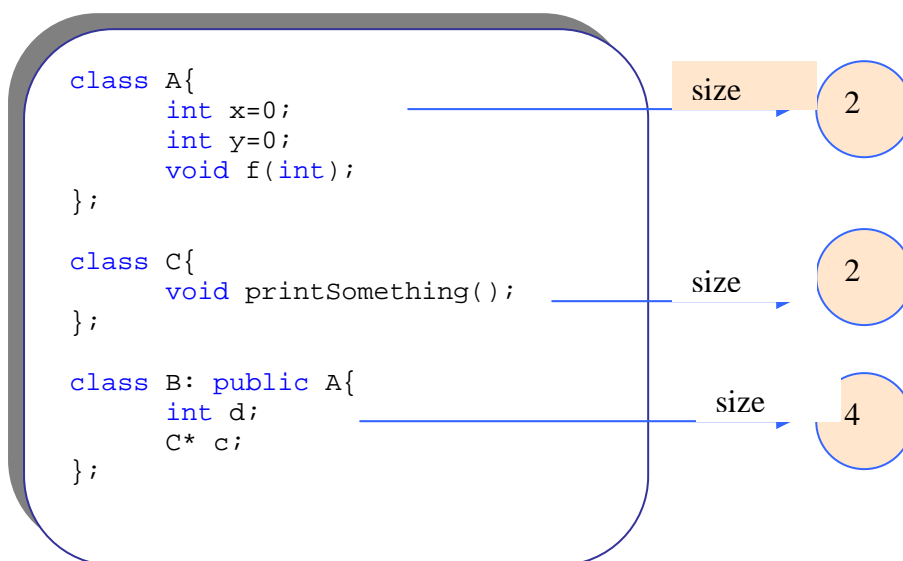 class A{
int x=0;
int y=0;
void f(int);
};
size
2
class C{
void printSomething();
};
size
2
class B: public A{
int d;
C* c;
};
size
4